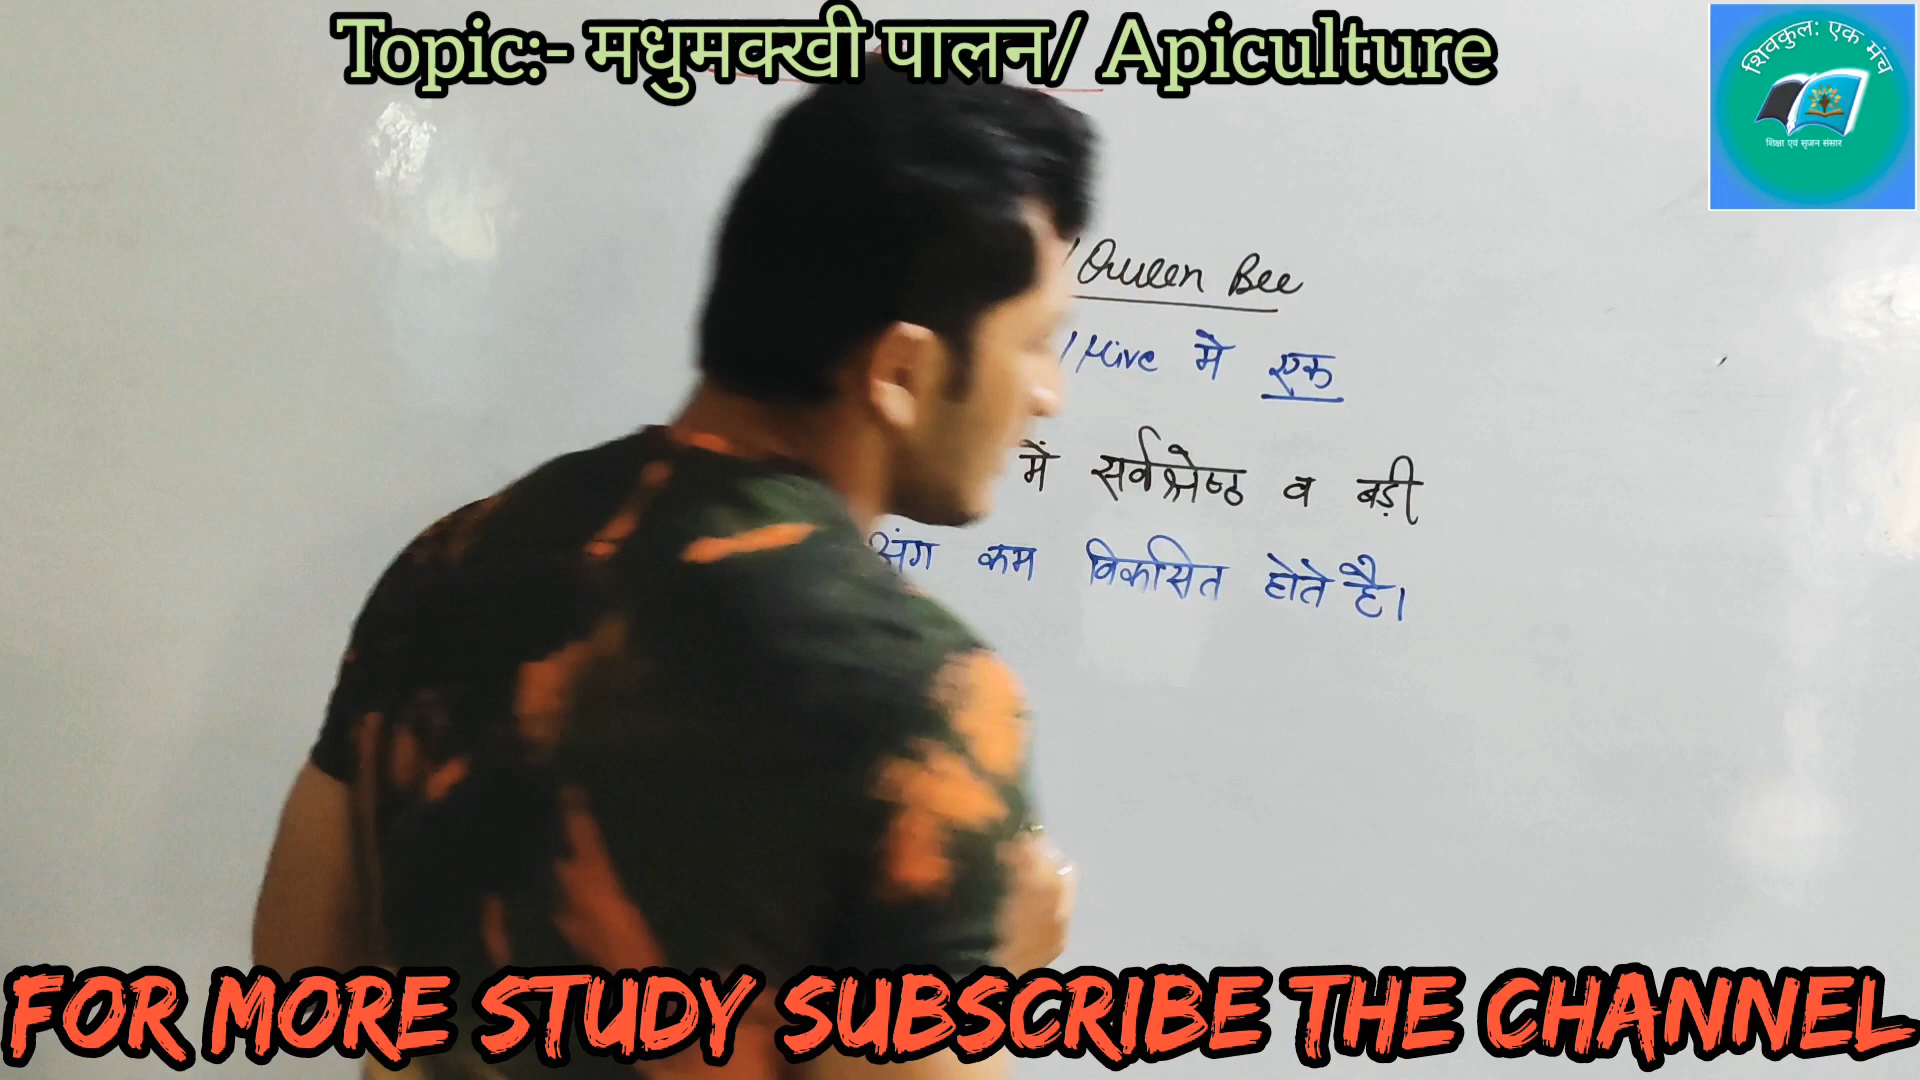 Topic:- मधुमक्खी पालन/ Apiculture
शिवकुल: एक मंच
शिक्षा एवं सृजन संसार
/Queen Bee
/Hive मे एक
में सर्वश्रेष्ठ व बड़ी
अंग कम विकसित होते है।
FOR MORE STUDY SUBSCRIBE THE CHANNEL